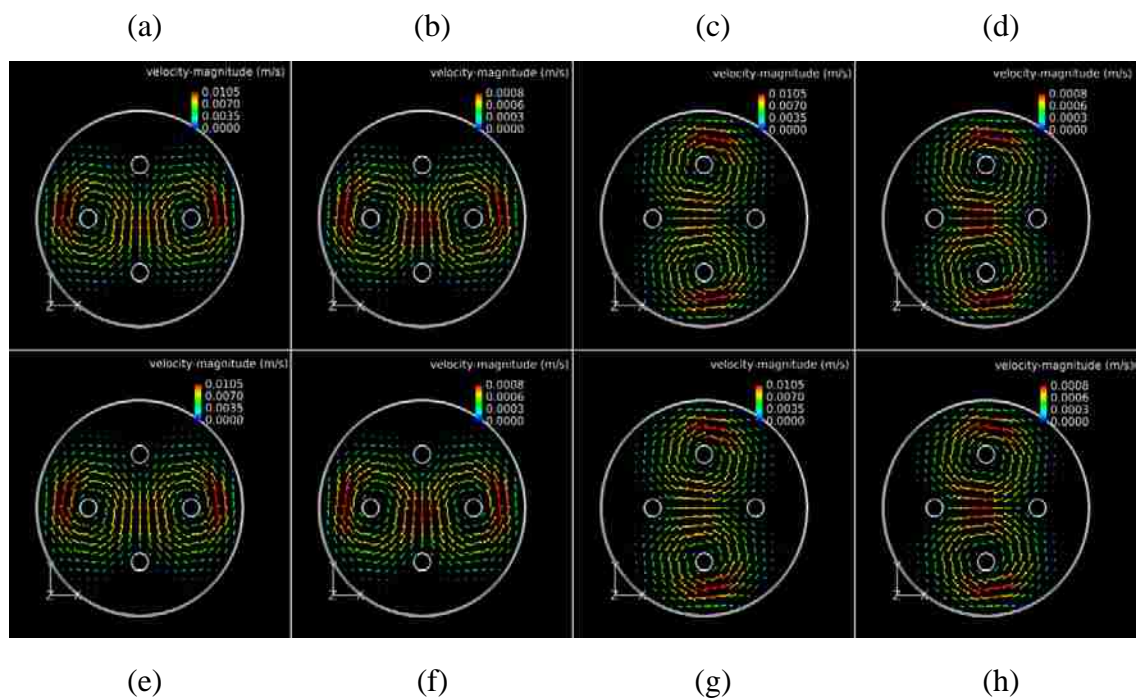 (a) (b) (c) (d)
velocity-magnitude (m/s) velocity-magnitude (m/s) velocity-magnitude (m/s) velocity-magnitude (m/s)
0.0105 0.0008 0.0105 0.0008
0.0070 0.0006 0.0070 0.0006
0.0035 0.0003 0.0035 0.0003
0.0000 0.0000 0.0000 0.0000
Z X Z X Z X Z X
velocity-magnitude (m/s) velocity-magnitude (m/s) velocity-magnitude (m/s) velocity-magnitude (m/s)
0.0105 0.0008 0.0105 0.0008
0.0070 0.0006 0.0070 0.0006
0.0035 0.0003 0.0035 0.0003
0.0000 0.0000 0.0000 0.0000
Z X Z X Z X Z X
(e) (f) (g) (h)